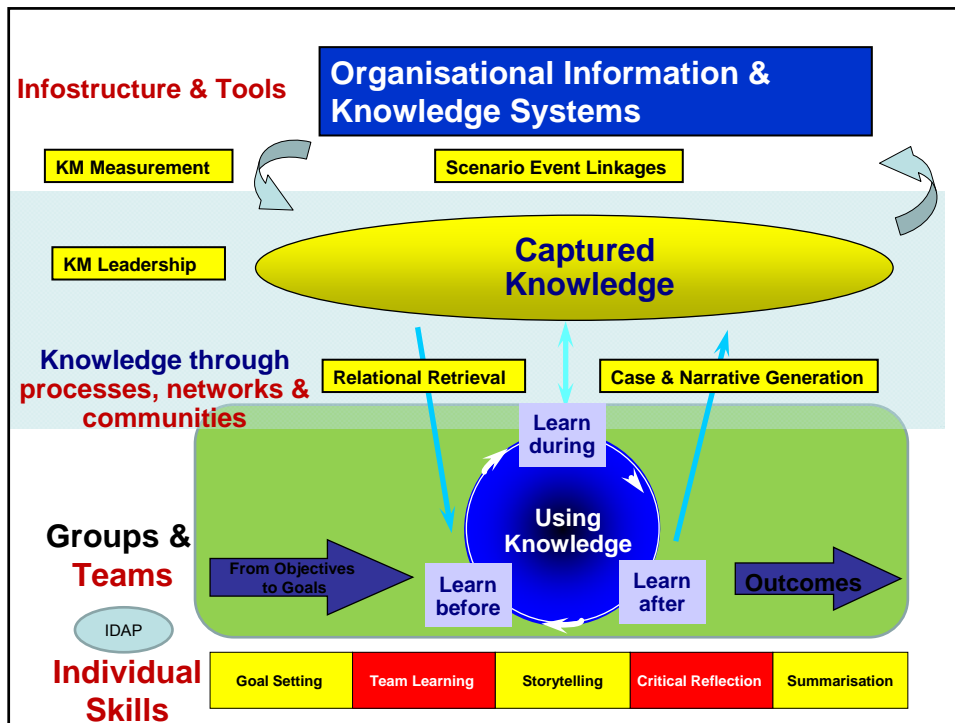 Infostructure & Tools
Organisational Information &
Knowledge Systems
KM Measurement
Scenario Event Linkages
KM Leadership
Captured
Knowledge
Knowledge through
processes, networks &
communities
Relational Retrieval
Case & Narrative Generation
Learn
during
Using
Knowledge
Groups &
Teams
From Objectives
to Goals
Learn
before
Learn
after
Outcomes
IDAP
Individual
Skills
Goal Setting
Team Learning
Storytelling
Critical Reflection
Summarisation